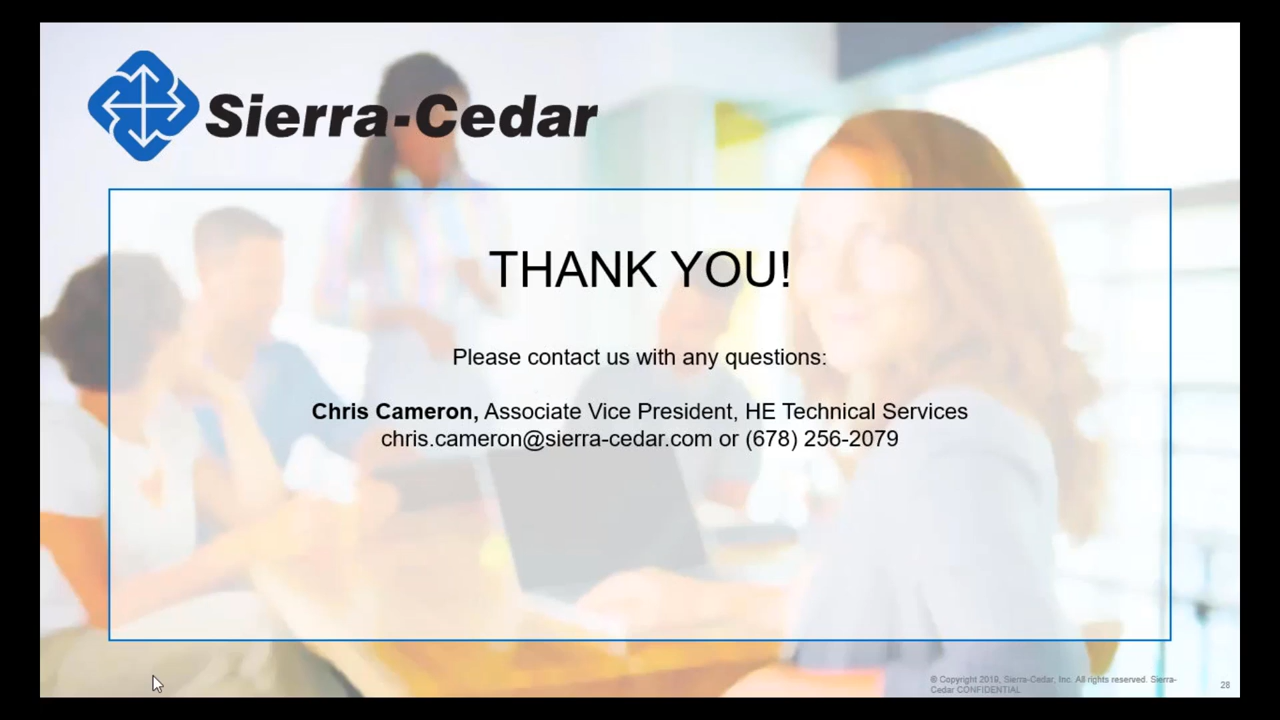 Sierra-Cedar
THANK YOU!
Please contact us with any questions:
Chris Cameron, Associate Vice President, HE Technical Services
chris.cameron@sierra-cedar.com or (678) 256-2079
© Copyright 2019, Sierra-Cedar, Inc. All rights reserved. Sierra-
Cedar CONFIDENTIAL
28